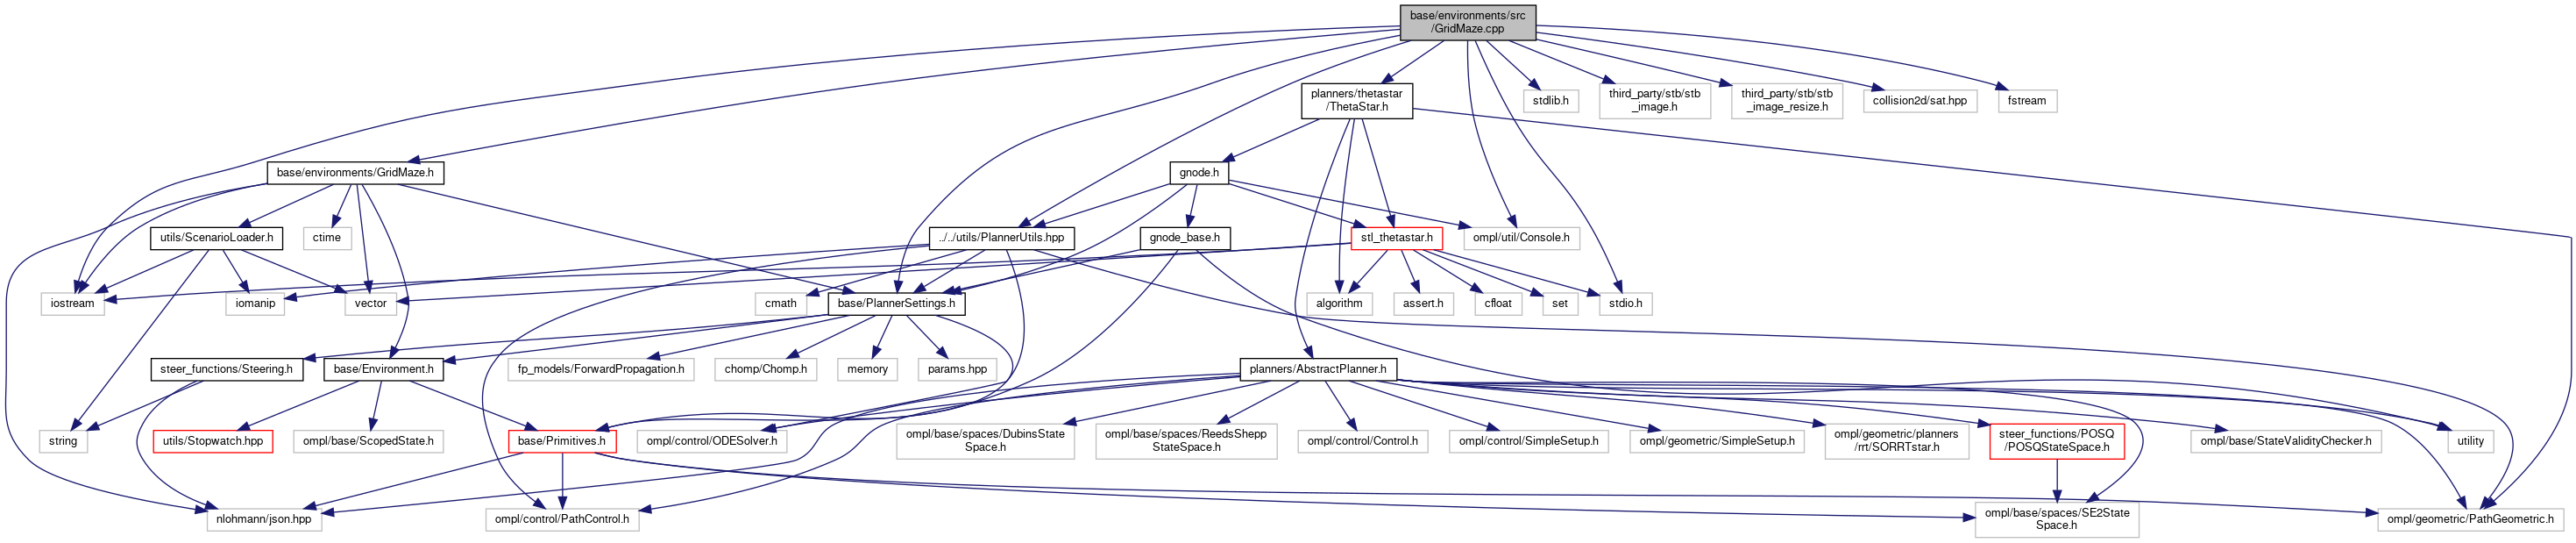 base/environments/src
/GridMaze.cpp
planners/thetastar
/ThetaStar.h
stdlib.h
third_party/stb/stb
_image.h
third_party/stb/stb
_image_resize.h
collision2d/sat.hpp
fstream
base/environments/GridMaze.h
gnode.h
utils/ScenarioLoader.h
ctime
../../utils/PlannerUtils.hpp
gnode_base.h
stl_thetastar.h
ompl/util/Console.h
iostream
iomanip
vector
cmath
base/PlannerSettings.h
algorithm
assert.h
cfloat
set
stdio.h
steer_functions/Steering.h
base/Environment.h
fp_models/ForwardPropagation.h
chomp/Chomp.h
memory
params.hpp
planners/AbstractPlanner.h
string
utils/Stopwatch.hpp
ompl/base/ScopedState.h
base/Primitives.h
ompl/control/ODESolver.h
ompl/base/spaces/DubinsState
Space.h
ompl/base/spaces/ReedsShepp
StateSpace.h
ompl/control/Control.h
ompl/control/SimpleSetup.h
ompl/geometric/SimpleSetup.h
ompl/geometric/planners
/rrt/SORRTstar.h
steer_functions/POSQ
/POSQStateSpace.h
ompl/base/StateValidityChecker.h
utility
nlohmann/json.hpp
ompl/control/PathControl.h
ompl/base/spaces/SE2State
Space.h
ompl/geometric/PathGeometric.h